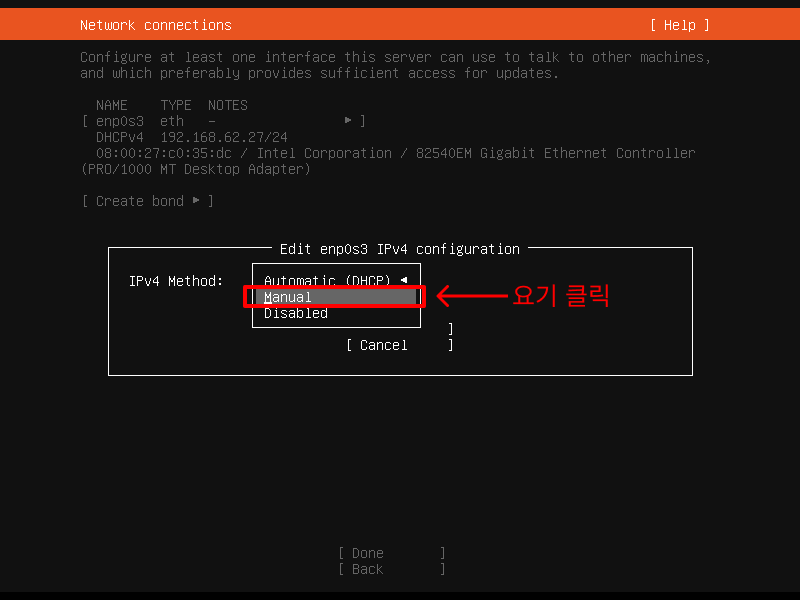 Network connections [ Help ]
Configure at least one interface this server can use to talk to other machines,
and which preferably provides sufficient access for updates.
NAME TYPE NOTES
[ enp0s3 eth - ▸ ]
DHCPv4 192.168.62.27/24
08:00:27:c0:35:dc / Intel Corporation / 82540EM Gigabit Ethernet Controller
(PRO/1000 MT Desktop Adapter)
[ Create bond ▸ ]
Edit enp0s3 IPv4 configuration
IPv4 Method: Automatic (DHCP) ◂
Manual 요기 클릭
Disabled
]
[ Cancel ]
[ Done ]
[ Back ]